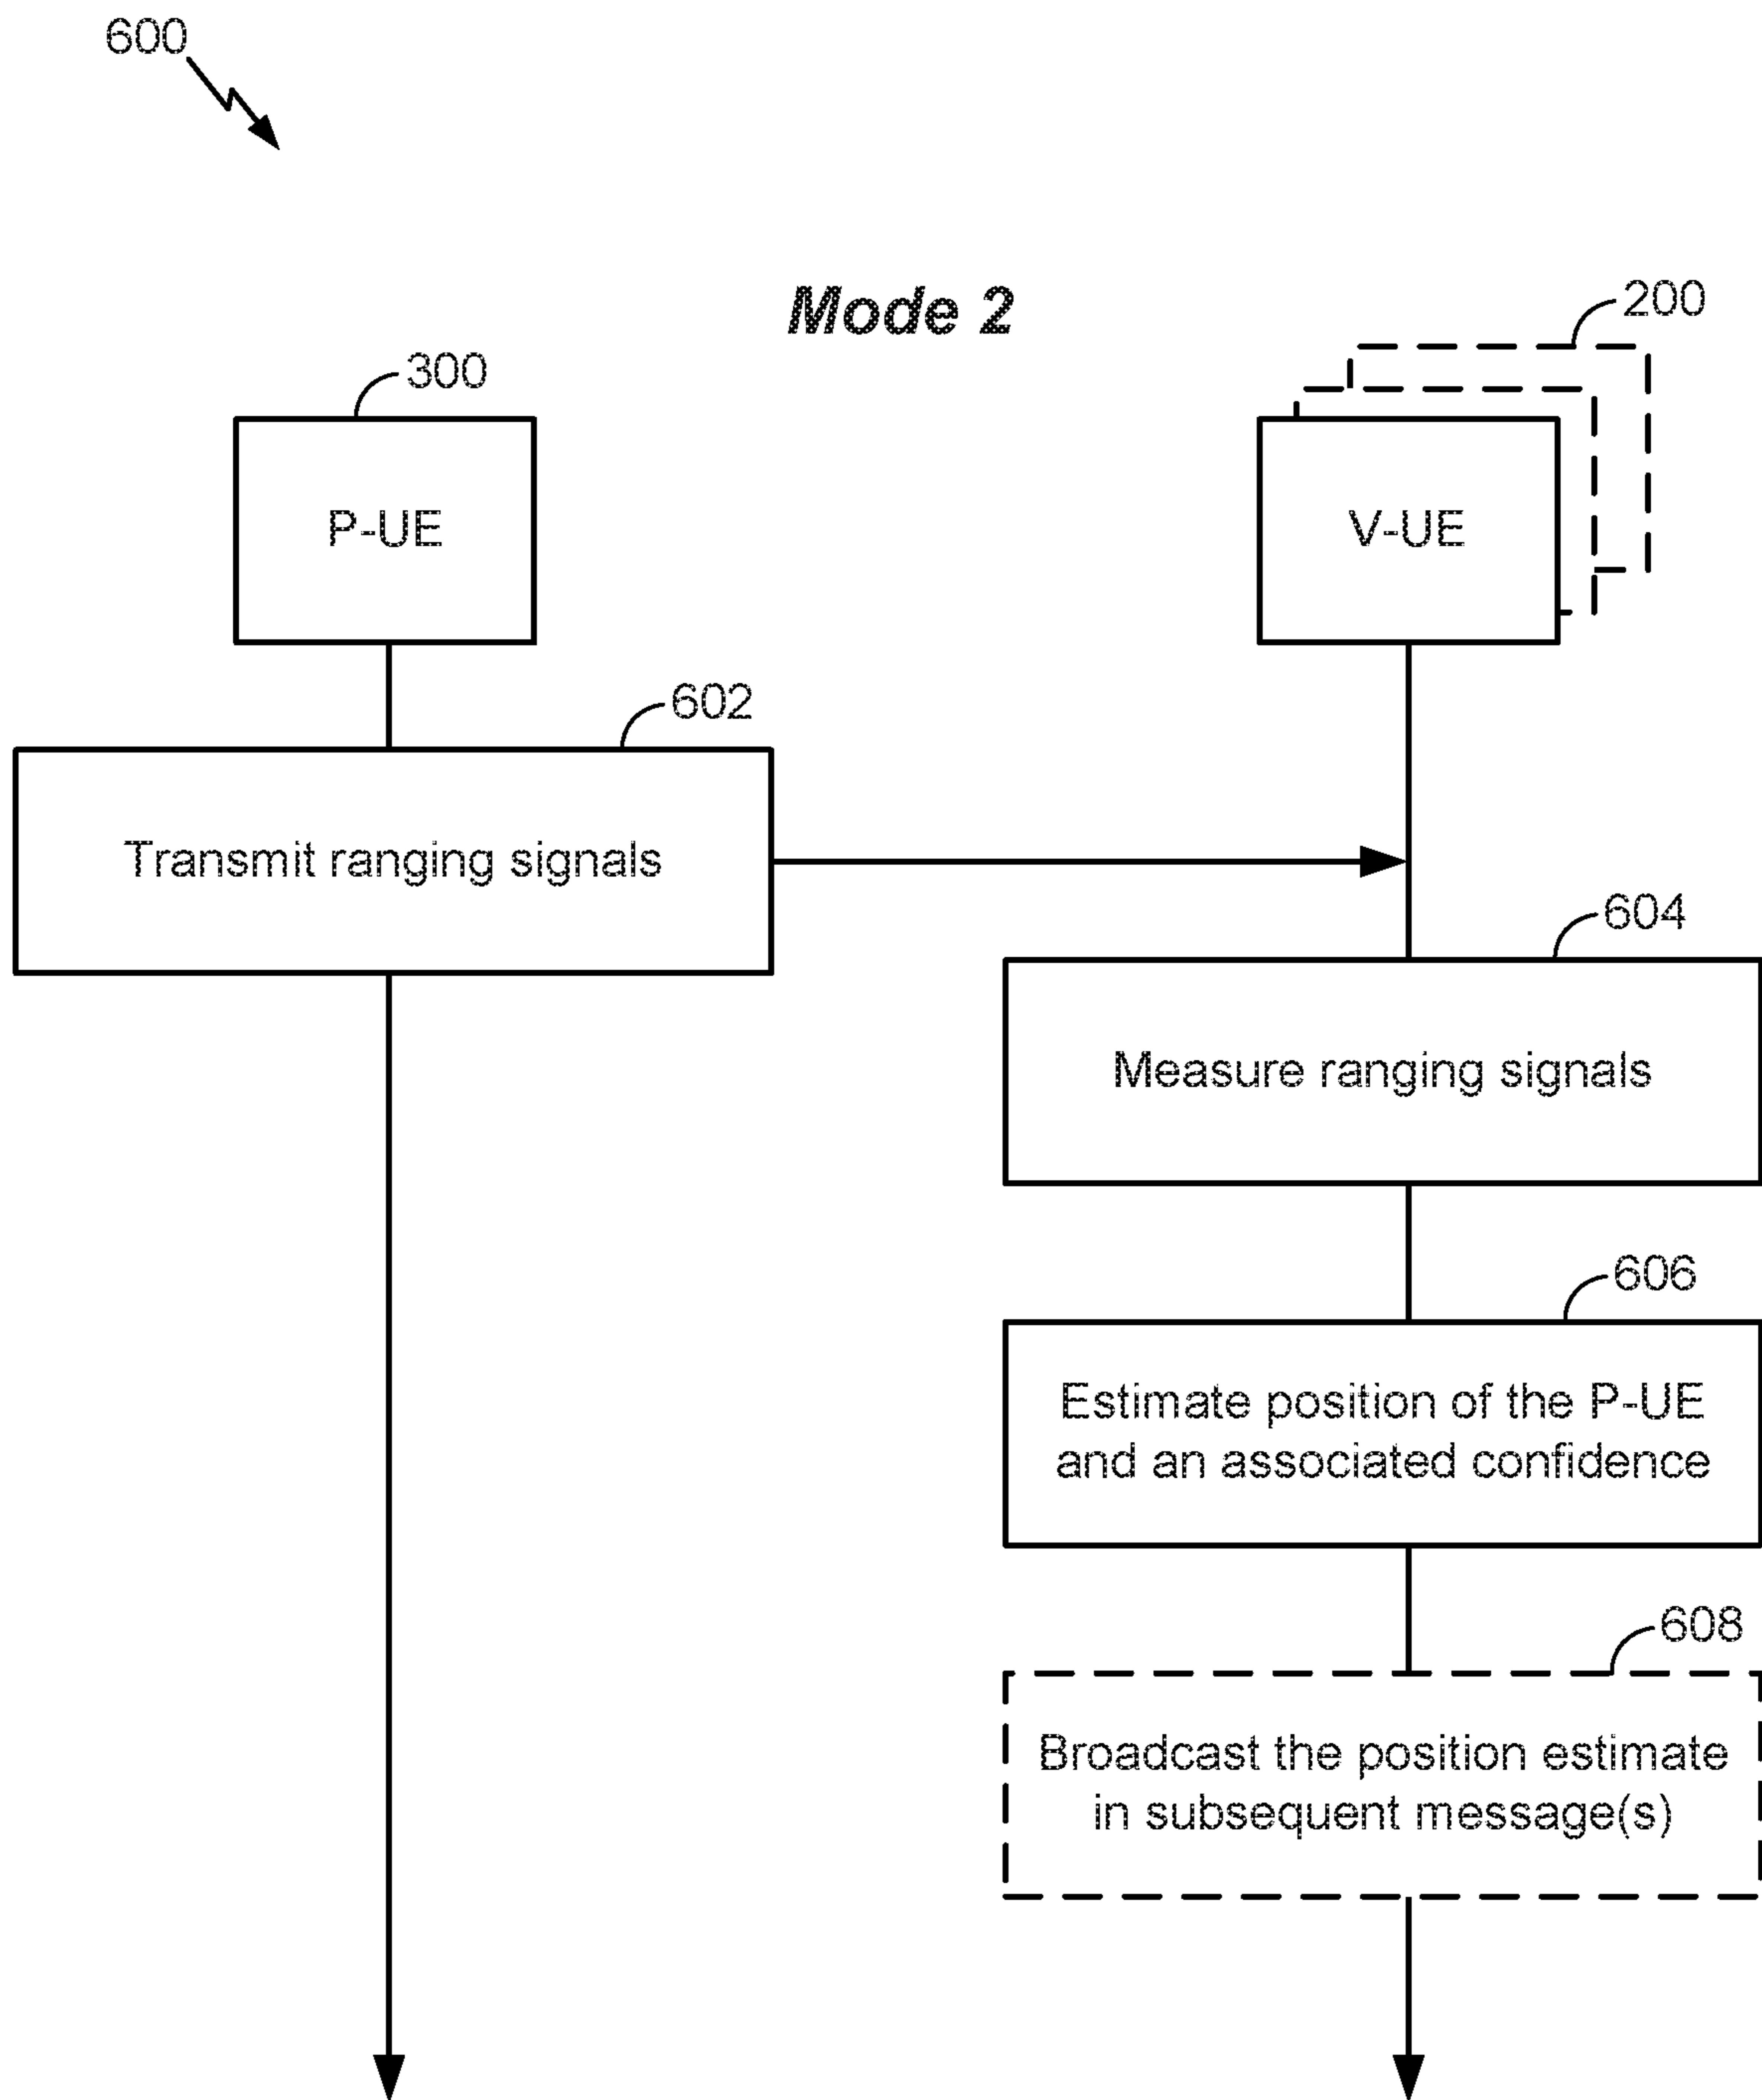 600
Mode 2
200
300
P-UE
V-UE
602
Transmit ranging signals
604
Measure ranging signals
606
Estimate position of the P-UE
and an associated confidence
608
Broadcast the position estimate
in subsequent message(s)